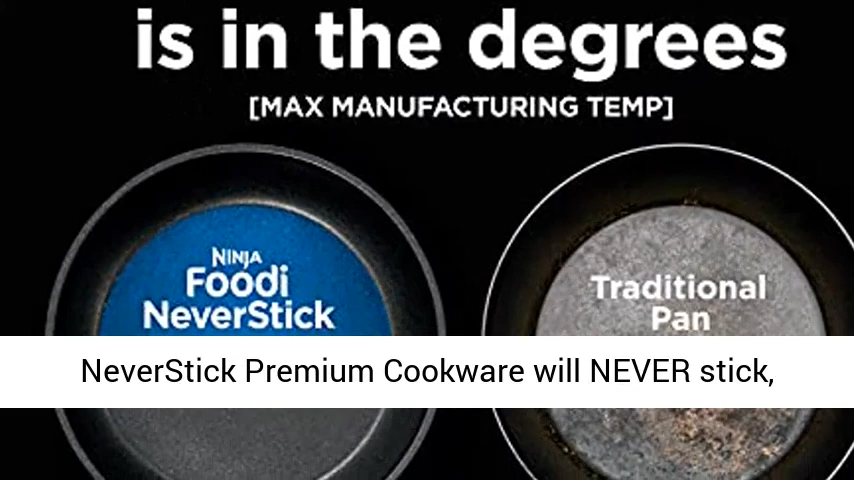 is in the degrees
[MAX MANUFACTURING TEMP]
NINJA
Foodi
NeverStick
Traditional
Pan
NeverStick Premium Cookware will NEVER stick,